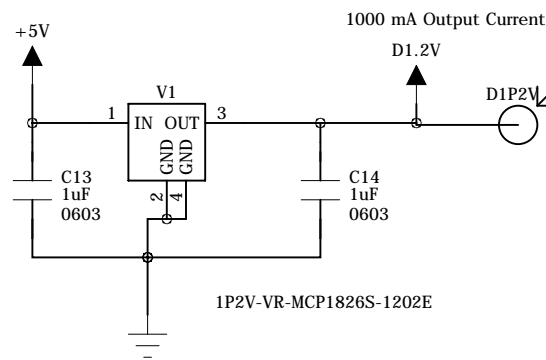 1000 mA Output Current
+5V
D1.2V
V1
D1P2V
1
IN
OUT
3
GND
GND
C13
1uF
0603
2
4
C14
1uF
0603
1P2V-VR-MCP1826S-1202E